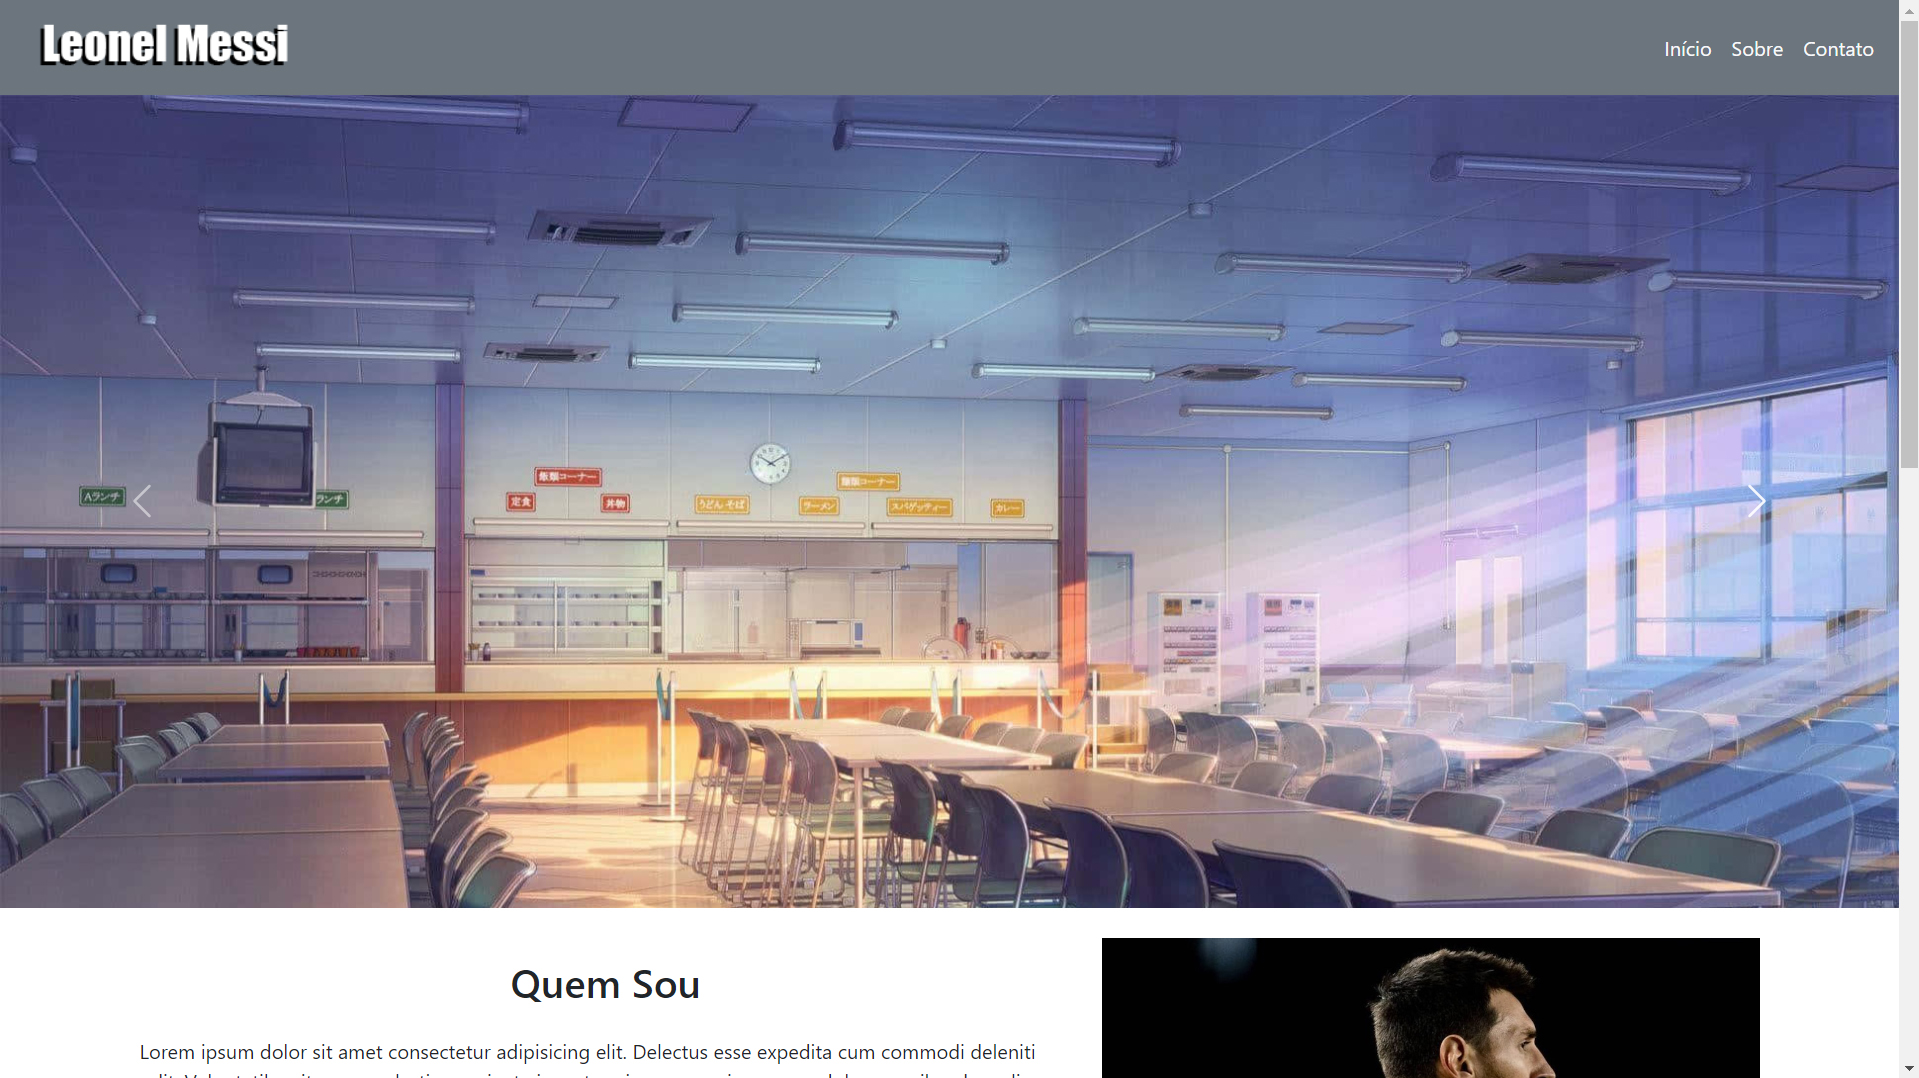 Leonel Messi
Início Sobre Contato
Aランチ
ランチ
飯類コーナー
定食 丼物
麺類コーナー
うどん そば ラーメン スパゲッティー カレー
Quem Sou
Lorem ipsum dolor sit amet consectetur adipisicing elit. Delectus esse expedita cum commodi deleniti